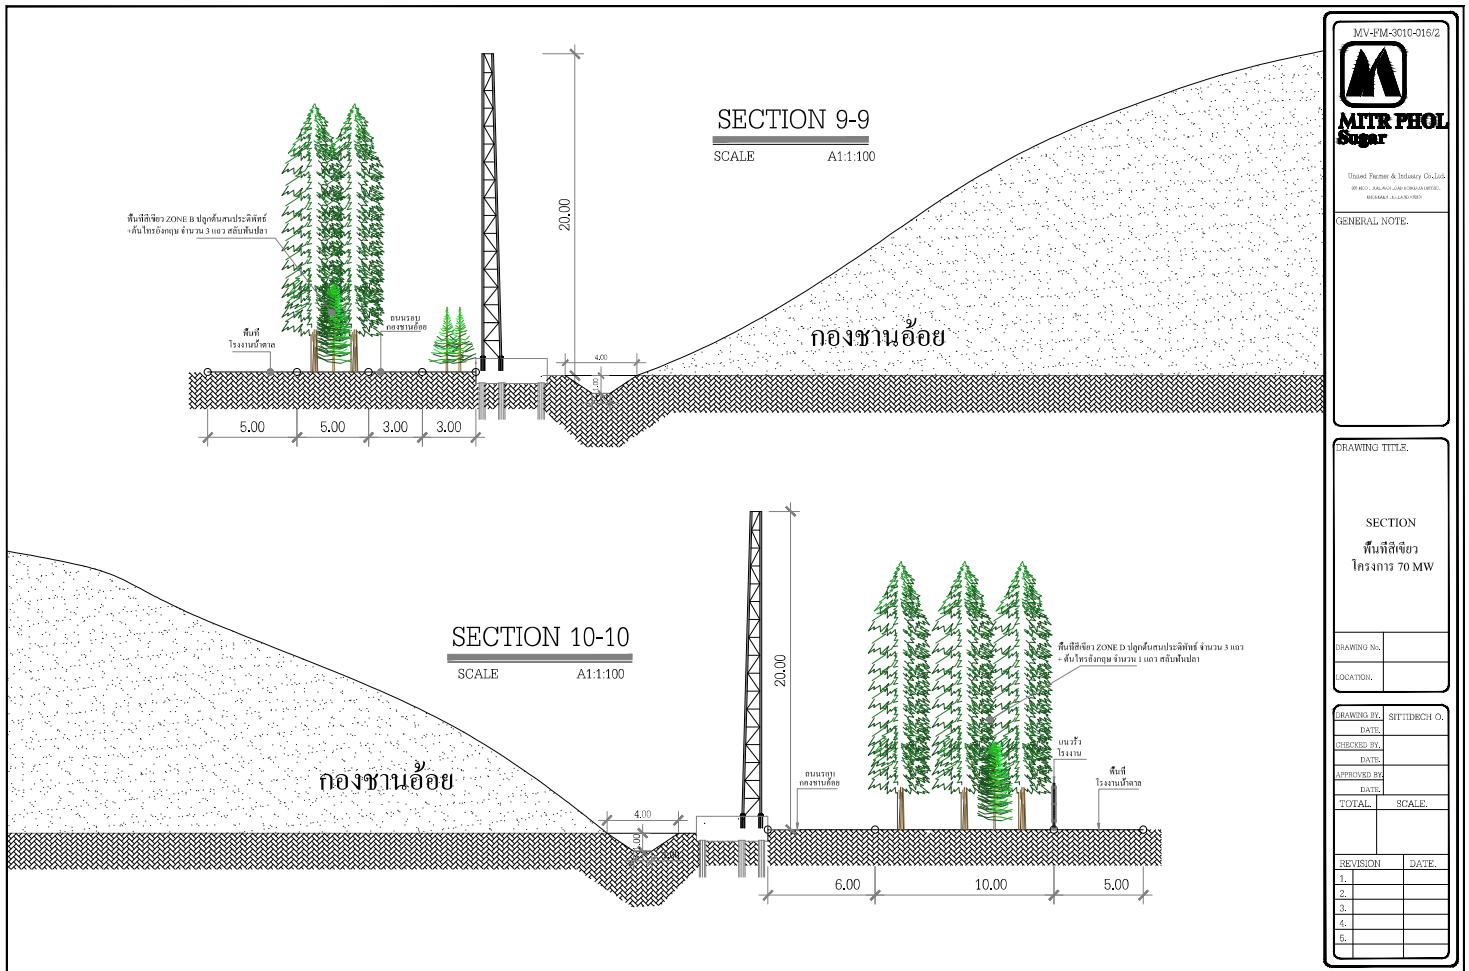 SECTION 9-9
SCALE A1:1:100
20.00
พื้นที่สีเขียว ZONE B ปลูกต้นสนประดิพัทธ์
+ต้นไทรอังกฤษ จำนวน 3 แถว สลับฟันปลา
พื้นที่
โรงงานน้ำตาล
ถนนรอบ
กองชานอ้อย
กองชานอ้อย
4.00
1.00
5.00 5.00 3.00 3.00
SECTION 10-10
SCALE A1:1:100
20.00
พื้นที่สีเขียว ZONE D ปลูกต้นสนประดิพัทธ์ จำนวน 3 แถว
+ ต้นไทรอังกฤษ จำนวน 1 แถว สลับฟันปลา
แนวรั้ว
โรงงาน
ถนนรอบ
กองชานอ้อย
พื้นที่
โรงงานน้ำตาล
กองชานอ้อย
4.00
6.00 10.00 5.00
MV-FM-3010-016/2
MITR PHOL
Sugar
United Farmer & Industry Co.,Ltd.
GENERAL NOTE.
DRAWING TITLE.
SECTION
พื้นที่สีเขียว
โครงการ 70 MW
DRAWING No.
LOCATION.
DRAWING BY. SITTIDECH O.
DATE.
CHECKED BY.
DATE.
APPROVED BY.
DATE.
TOTAL. SCALE.
REVISION DATE.
1.
2.
3.
4.
5.